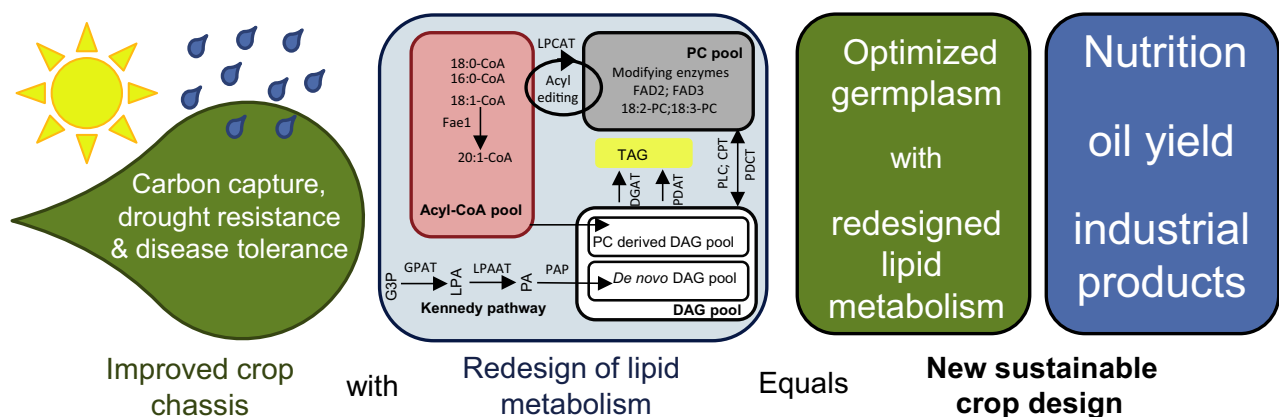 Carbon capture,
drought resistance
& disease tolerance
LPCAT
18:0-CoA
16:0-CoA
18:1-CoA
Fae1
20:1-CoA
Acyl-CoA pool
Acyl
editing
PC pool
Modifying enzymes
FAD2; FAD3
18:2-PC;18:3-PC
TAG
DGAT
PDAT
PLC; CPT
PDCT
PC derived DAG pool
De novo DAG pool
DAG pool
G3P
GPAT
LPA
LPAAT
PA
PAP
Kennedy pathway
Optimized
germplasm
with
redesigned
lipid
metabolism
Nutrition
oil yield
industrial
products
Improved crop
chassis
with
Redesign of lipid
metabolism
Equals
New sustainable
crop design